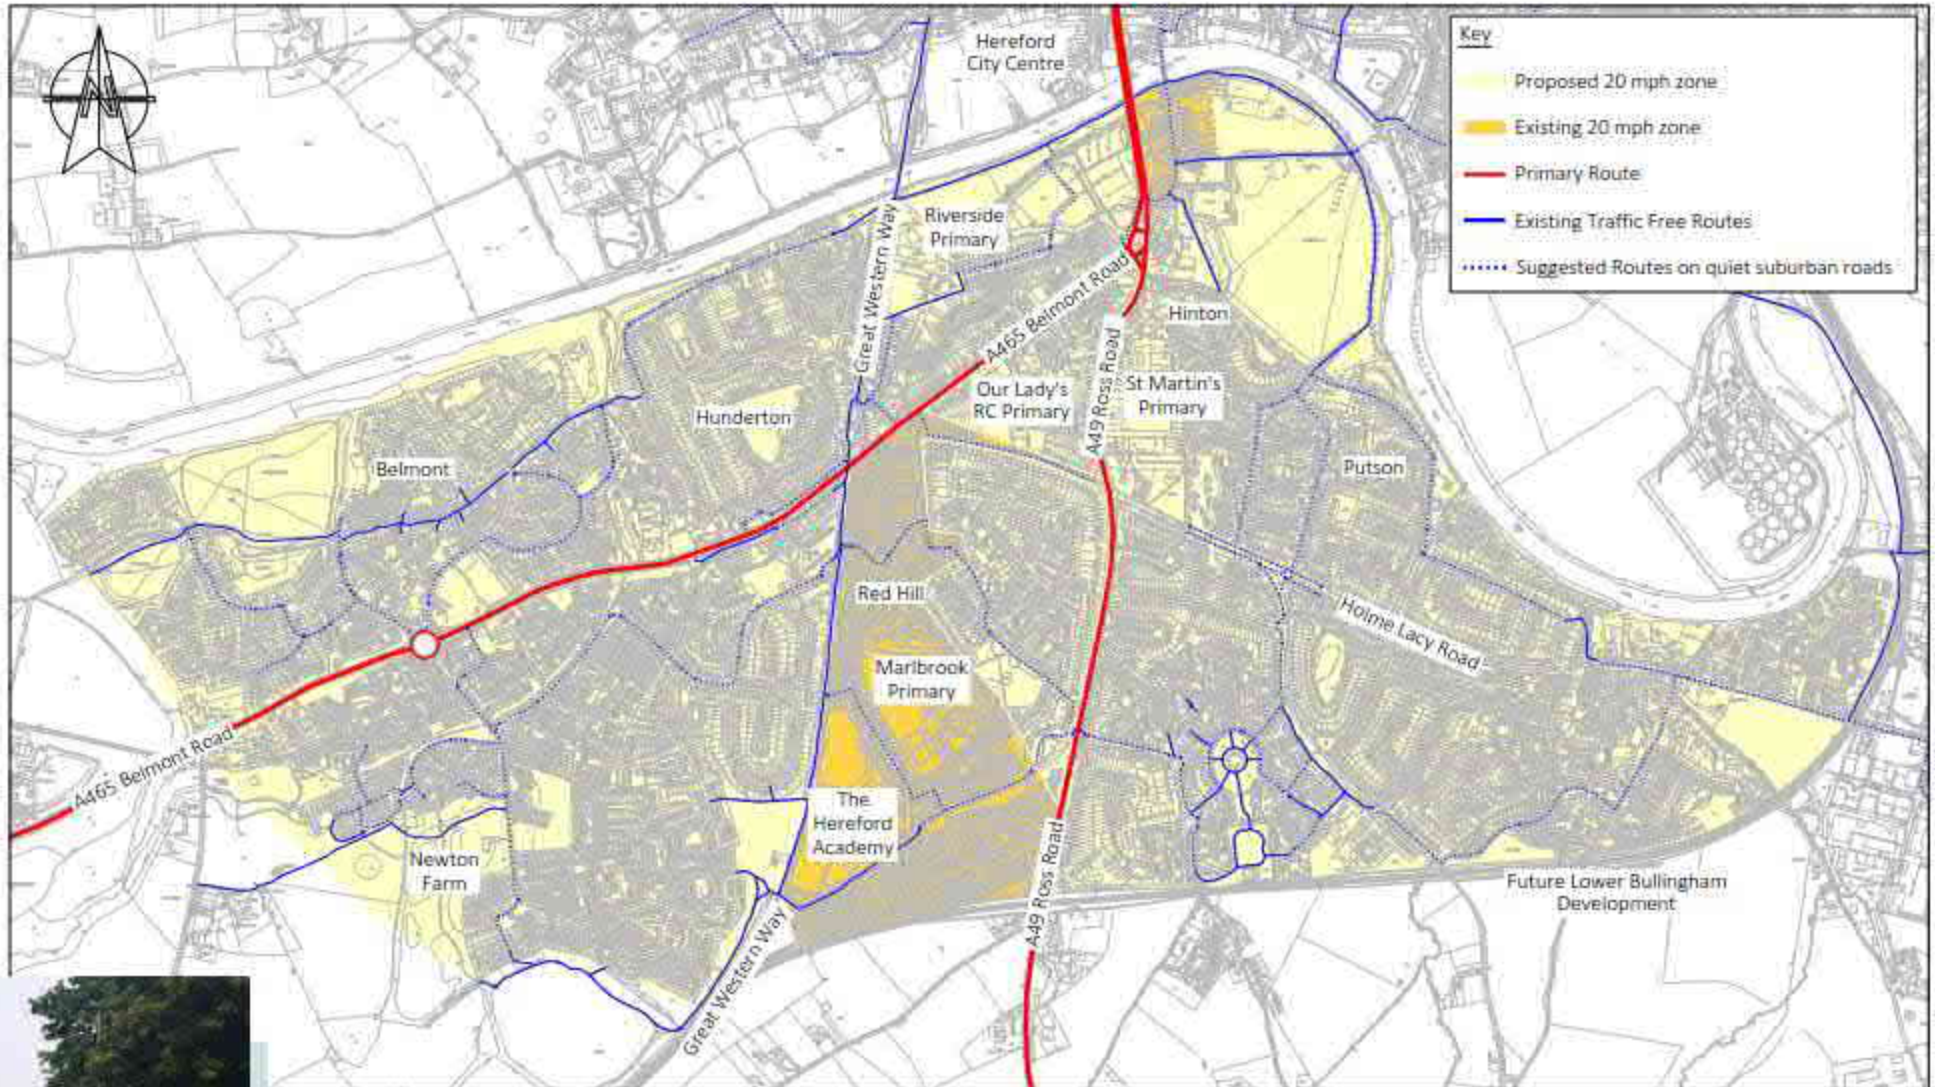 Hereford
City Centre
Key
Proposed 20 mph zone
Existing 20 mph zone
Primary Route
Existing Traffic Free Routes
Suggested Routes on quiet suburban roads
N
Riverside
Primary
Great Western Way
A465 Belmont Road
Hinton
Our Lady's
RC Primary
A49 Ross Road
St Martin's
Primary
Hunderton
Belmont
Putson
Red Hill
Holme Lacy Road
Marlbrook
Primary
A465 Belmont Road
The
Hereford
Academy
Newton
Farm
A49 Ross Road
Future Lower Bullingham
Development
Great Western Way